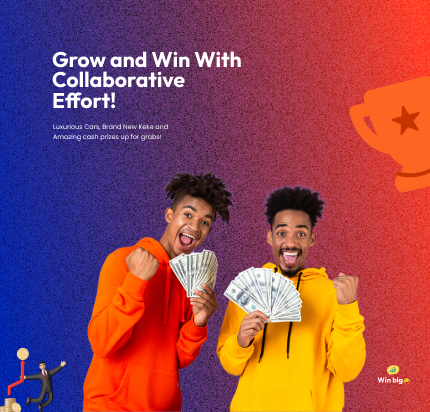 Grow and Win With
Collaborative
Effort!
Luxurious Cars, Brand New Keke and
Amazing cash prizes up for grabs!
Win big